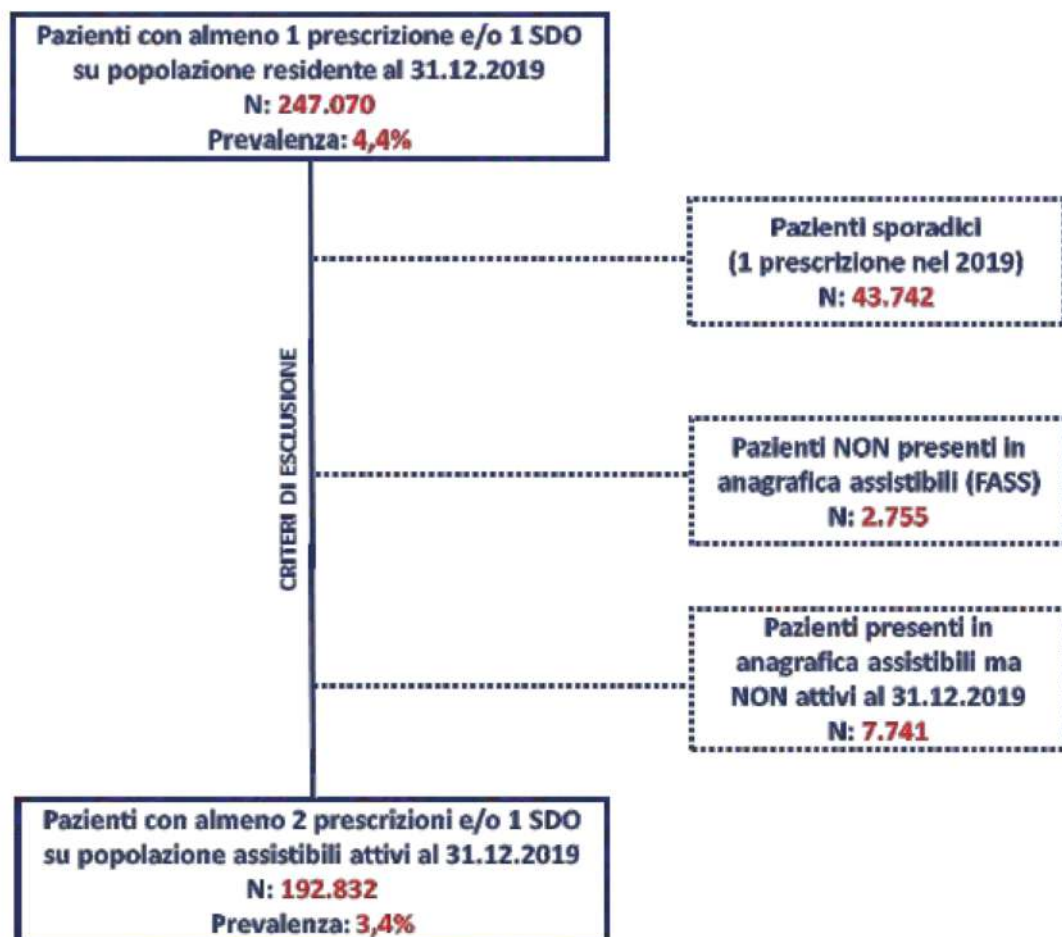 Pazienti con almeno 1 prescrizione e/o 1 SDO
su popolazione residente al 31.12.2019
N: 247.070
Prevalenza: 4,4%
Pazienti sporadici
(1 prescrizione nel 2019)
N: 43.742
CRITERI DI ESCLUSIONE
Pazienti NON presenti in
anagrafica assistibili (FASS)
N: 2.755
Pazienti presenti in
anagrafica assistibili ma
NON attivi al 31.12.2019
N: 7.741
Pazienti con almeno 2 prescrizioni e/o 1 SDO
su popolazione assistibili attivi al 31.12.2019
N: 192.832
Prevalenza: 3,4%